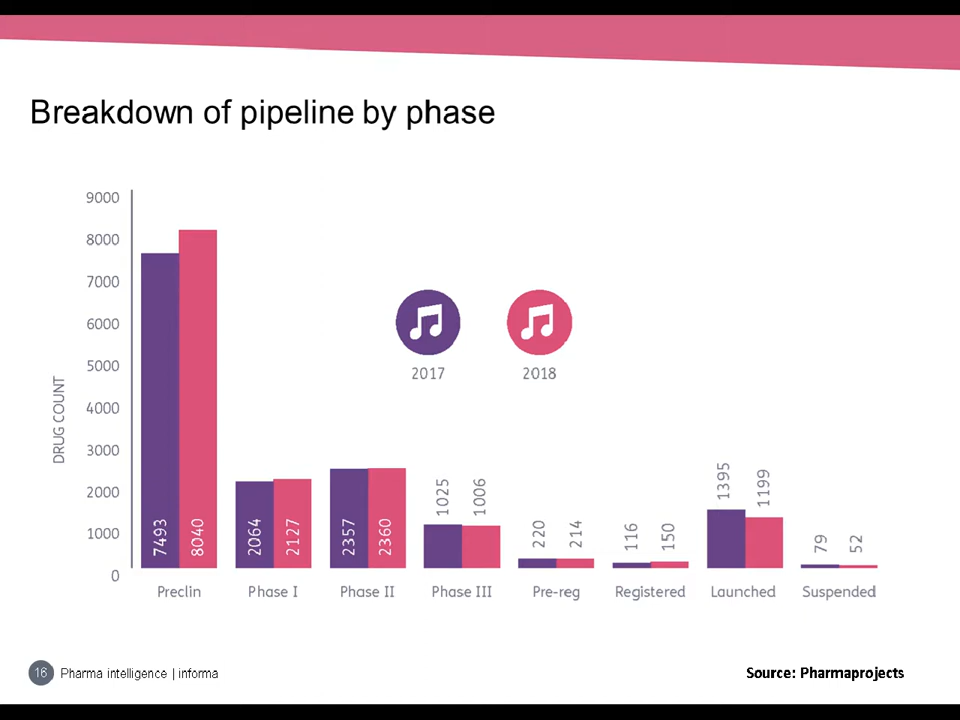 Breakdown of pipeline by phase
9000
8000
7000
6000
5000
4000
3000
2000
1000
0
DRUG COUNT
2017
2018
7493
8040
2064
2127
2357
2360
1025
1006
220
214
116
150
1395
1199
79
52
Preclin
Phase I
Phase II
Phase III
Pre-reg
Registered
Launched
Suspended
16
Pharma intelligence | informa
Source: Pharmaprojects